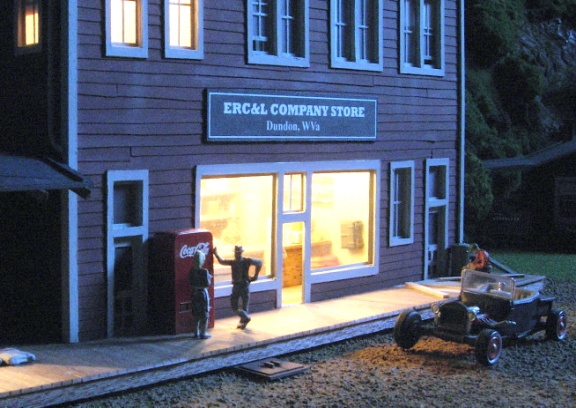 ERC&L COMPANY STORE
Dundon, WVa
Coca-Cola